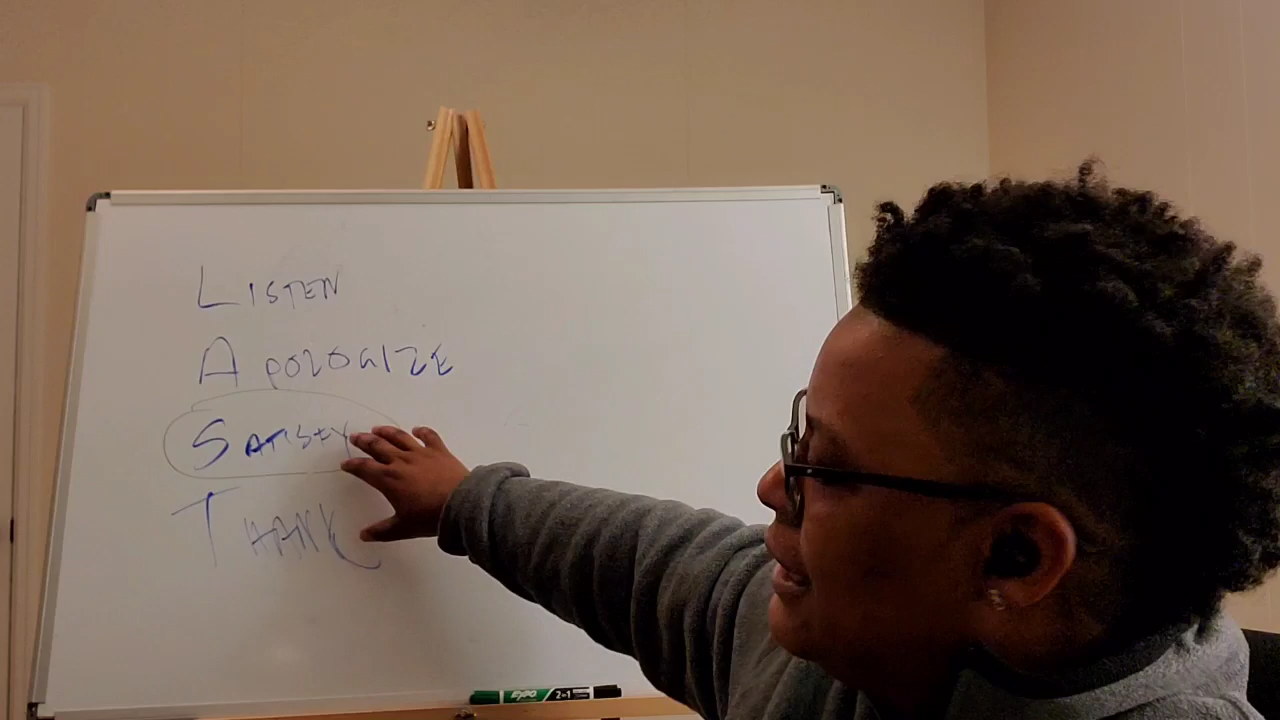 LISTEN
APOLOGIZE
SATISFY
THANK
EXPO 2in1